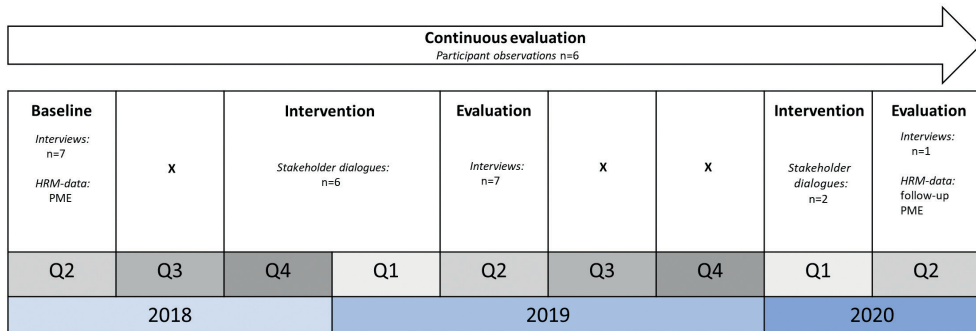 Continuous evaluation
Participant observations n=6
Baseline
Interviews:
n=7
HRM-data:
PME
X
Intervention
Stakeholder dialogues:
n=6
Evaluation
Interviews:
n=7
X
X
Intervention
Stakeholder
dialogues:
n=2
Evaluation
Interviews:
n=1
HRM-data:
follow-up
PME
Q2 Q3 Q4 Q1 Q2 Q3 Q4 Q1 Q2
2018 2019 2020